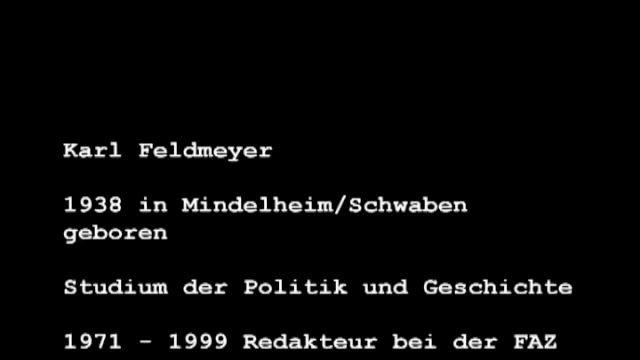 Karl Feldmeyer
1938 in Mindelheim/Schwaben
geboren
Studium der Politik und Geschichte
1971 - 1999 Redakteur bei der FAZ